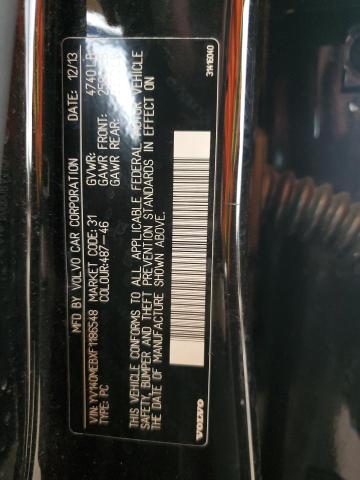 MFD BY VOLVO CAR CORPORATION DATE: 12/13
VIN: YV140MEBXF1186548 GVWR: 4740 LB
TYPE: PC MARKET CODE: 31 GAWR FRONT:
COLOUR: 487-46 GAWR REAR:
THIS VEHICLE CONFORMS TO ALL APPLICABLE FEDERAL MOTOR VEHICLE
SAFETY, BUMPER AND THEFT PREVENTION STANDARDS IN EFFECT ON
THE DATE OF MANUFACTURE SHOWN ABOVE.
VOLVO
31419040